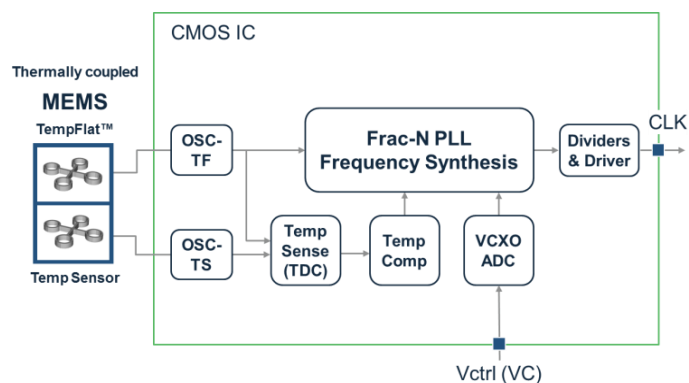 CMOS IC
Thermally coupled
MEMS
TempFlat™
OSC-
TF
Frac-N PLL
Frequency Synthesis
Dividers
& Driver
CLK
OSC-
TS
Temp
Sense
(TDC)
Temp
Comp
VCXO
ADC
Temp Sensor
Vctrl (VC)